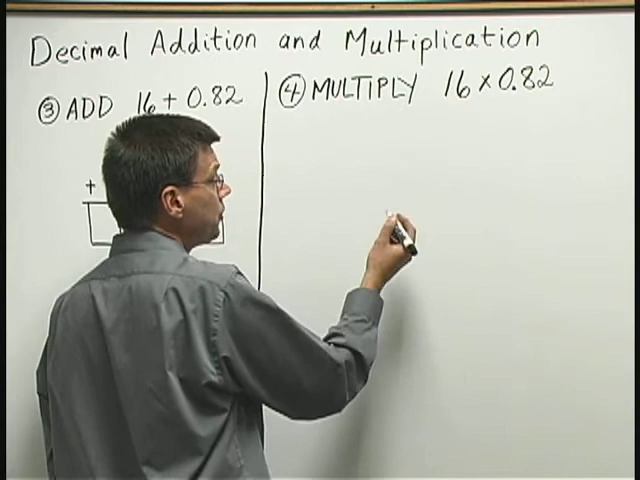 Decimal Addition and Multiplication
③ ADD 16 + 0.82
④ MULTIPLY 16 × 0.82
+